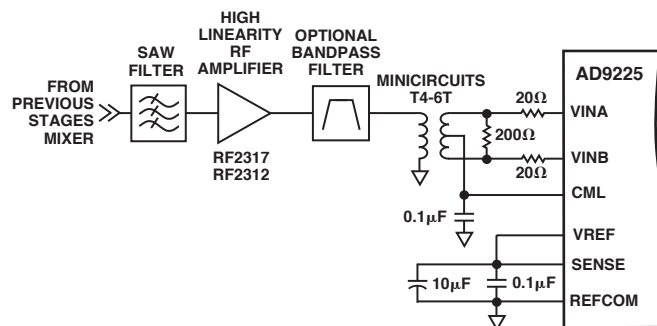 HIGH
LINEARITY
RF
AMPLIFIER
OPTIONAL
BANDPASS
FILTER
SAW
FILTER
MINICIRCUITS
T4-6T
AD9225
FROM
PREVIOUS
STAGES
MIXER
20Ω
VINA
200Ω
VINB
20Ω
RF2317
RF2312
CML
0.1μF
VREF
SENSE
10μF
0.1μF
REFCOM